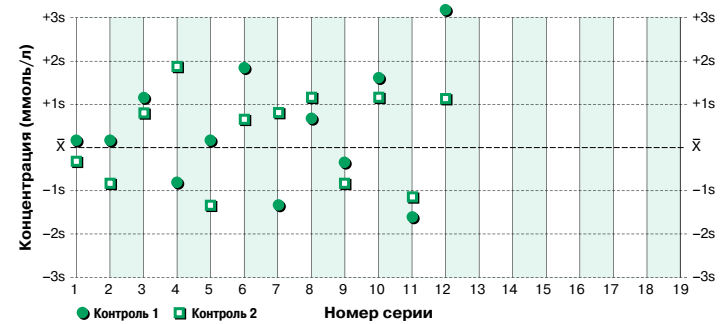 Концентрация (ммоль/л)
+3s +3s
+2s +2s
+1s +1s
X̅ X̅
−1s −1s
−2s −2s
−3s −3s
1 2 3 4 5 6 7 8 9 10 11 12 13 14 15 16 17 18 19
Контроль 1 Контроль 2 Номер серии